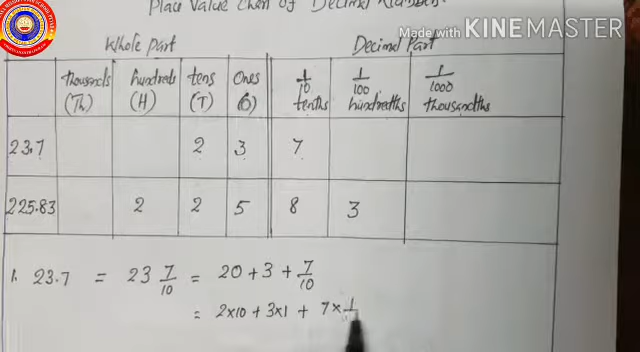 Place Value Chart of Decimal Numbers.
Made with KINEMASTER
Whole Part Decimal Part
thousands (Th) hundreds (H) tens (T) Ones (O) 1/10 tenths 1/100 hundredths 1/1000 thousandths
23.7 2 3 7
225.83 2 2 5 8 3
1. 23.7 = 23 7/10 = 20 + 3 + 7/10
= 2×10 + 3×1 + 7× 1